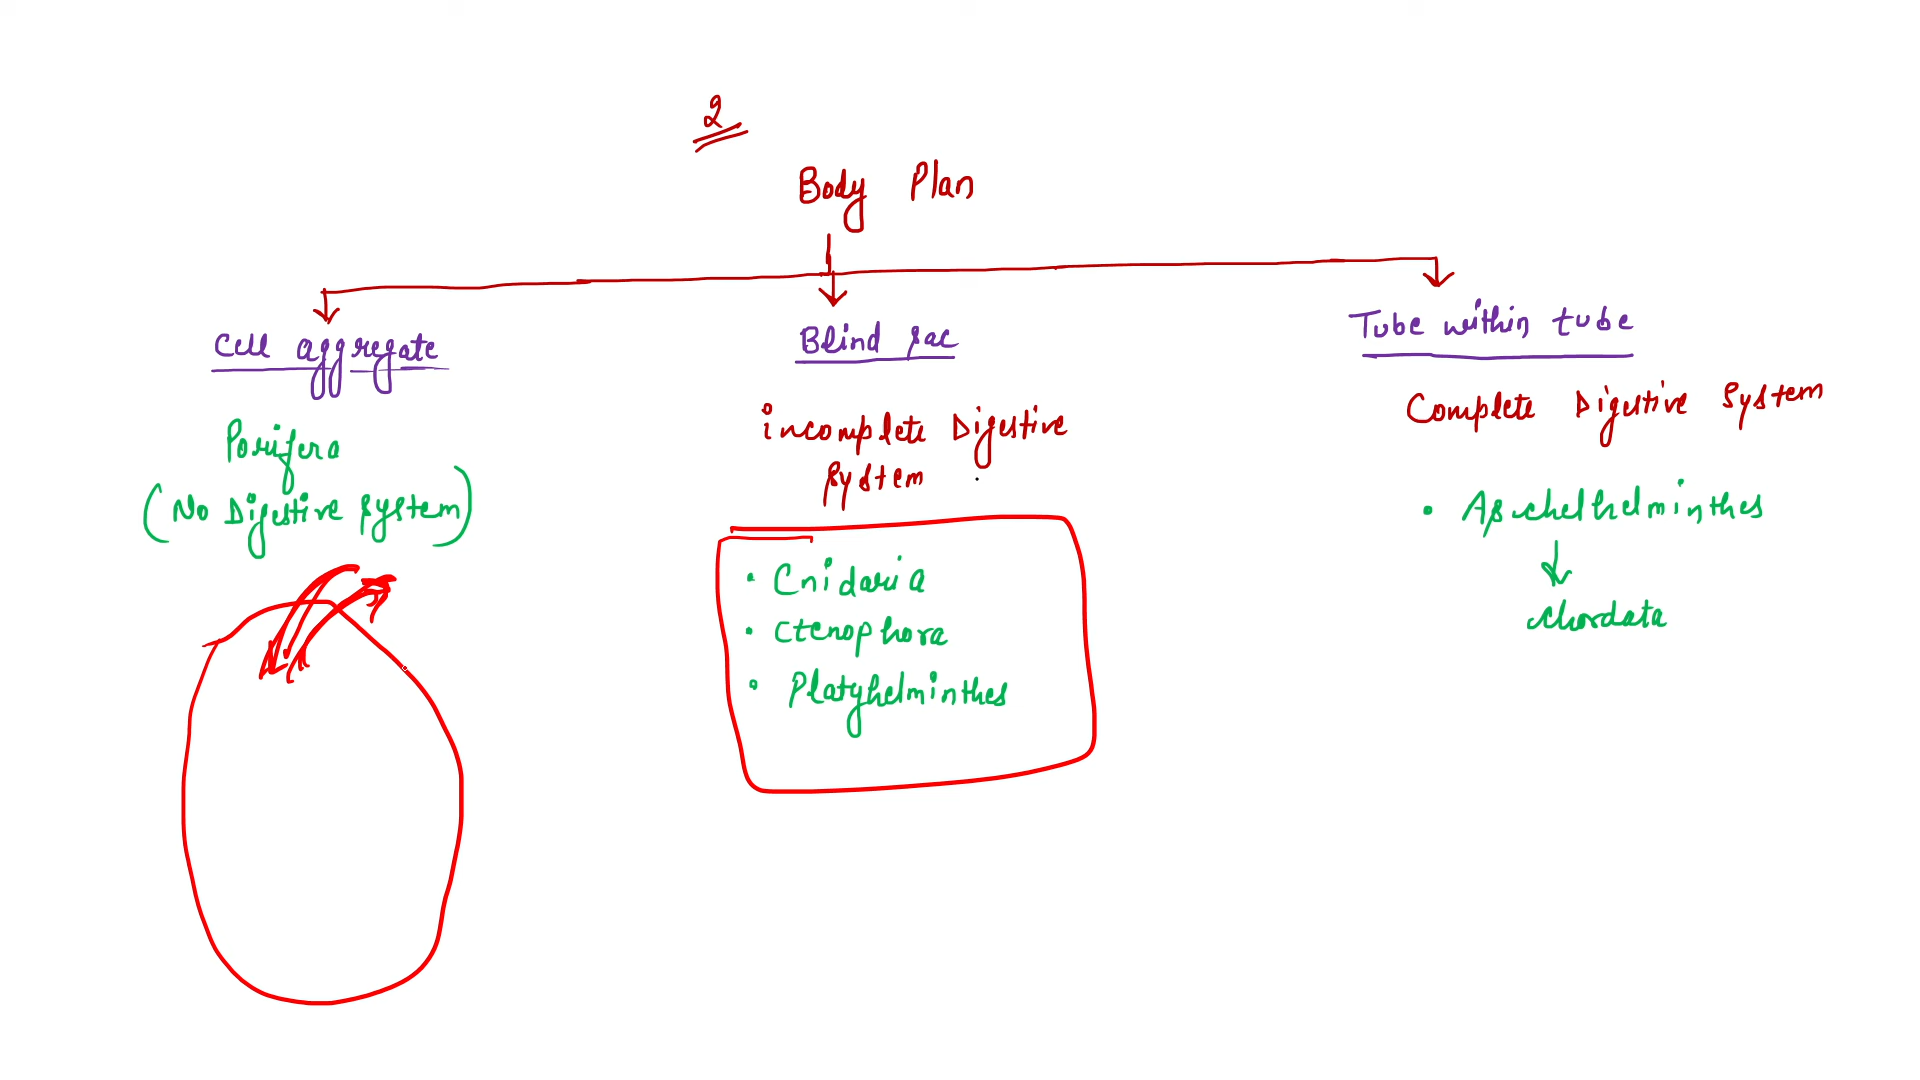 2
Body Plan
Cell aggregate
Porifera
(No Digestive system)
Blind sac
incomplete Digestive
system
• Cnidaria
• Ctenophora
• Platyhelminthes
Tube within tube
Complete Digestive System
• Aschelhelminthes
Chordata